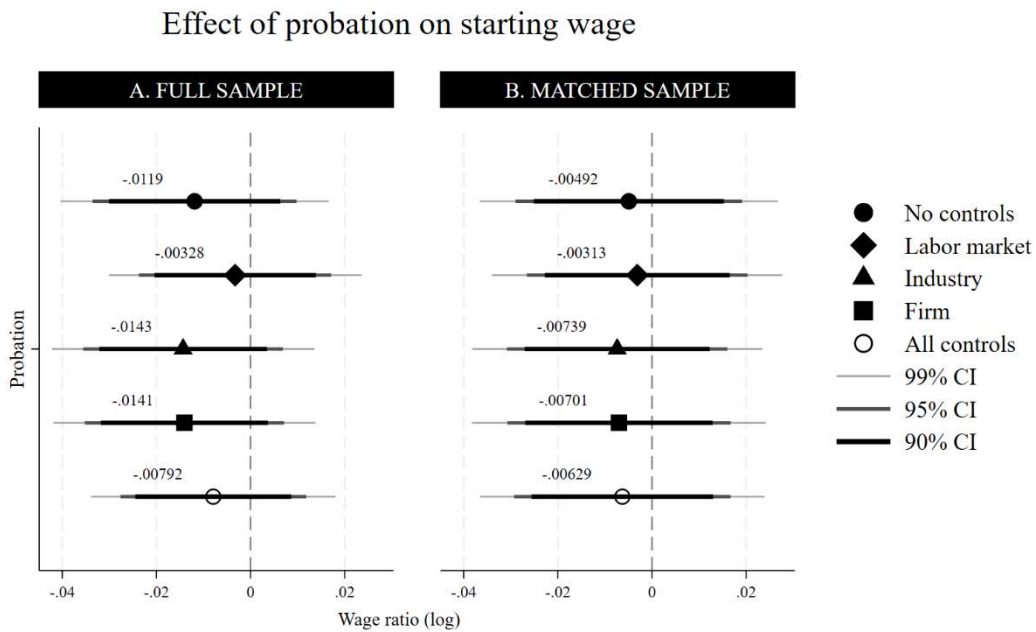 Effect of probation on starting wage
A. FULL SAMPLE
B. MATCHED SAMPLE
Probation
-.0119
-.00328
-.0143
-.0141
-.00792
-.00492
-.00313
-.00739
-.00701
-.00629
-.04 -.02 0 .02
-.04 -.02 0 .02
Wage ratio (log)
No controls
Labor market
Industry
Firm
All controls
99% CI
95% CI
90% CI